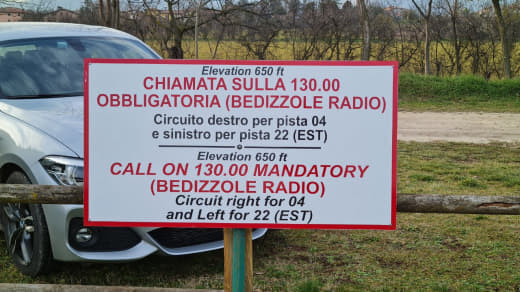 Elevation 650 ft
CHIAMATA SULLA 130.00
OBBLIGATORIA (BEDIZZOLE RADIO)
Circuito destro per pista 04
e sinistro per pista 22 (EST)
Elevation 650 ft
CALL ON 130.00 MANDATORY
(BEDIZZOLE RADIO)
Circuit right for 04
and Left for 22 (EST)